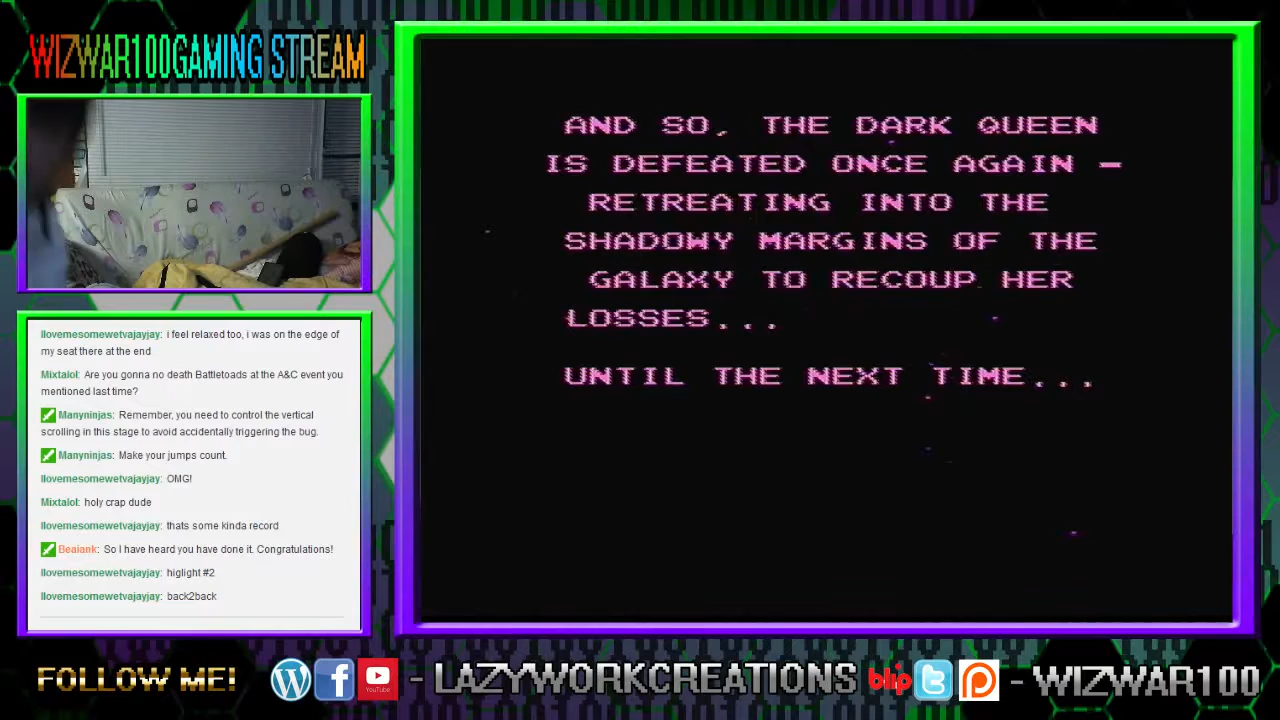 WIZWAR100GAMING STREAM
Ilovemesomewetvajayjay: i feel relaxed too, i was on the edge of
my seat there at the end
Mixtalol: Are you gonna no death Battletoads at the A&C event you
mentioned last time?
Manyninjas: Remember, you need to control the vertical
scrolling in this stage to avoid accidentally triggering the bug.
Manyninjas: Make your jumps count.
Ilovemesomewetvajayjay: OMG!
Mixtalol: holy crap dude
Ilovemesomewetvajayjay: thats some kinda record
Beaiank: So I have heard you have done it. Congratulations!
Ilovemesomewetvajayjay: higlight #2
Ilovemesomewetvajayjay: back2back
AND SO, THE DARK QUEEN
IS DEFEATED ONCE AGAIN -
RETREATING INTO THE
SHADOWY MARGINS OF THE
GALAXY TO RECOUP HER
LOSSES...
UNTIL THE NEXT TIME...
FOLLOW ME! YouTube - LAZYWORKCREATIONS blip - WIZWAR100